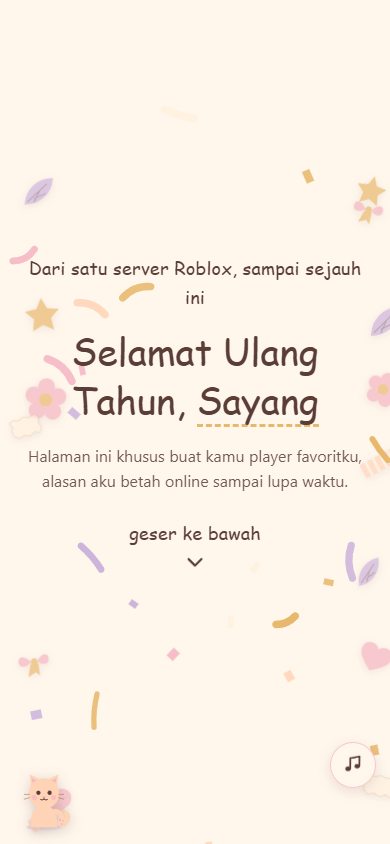 Dari satu server Roblox, sampai sejauh
ini
Selamat Ulang
Tahun, Sayang
Halaman ini khusus buat kamu player favoritku,
alasan aku betah online sampai lupa waktu.
geser ke bawah